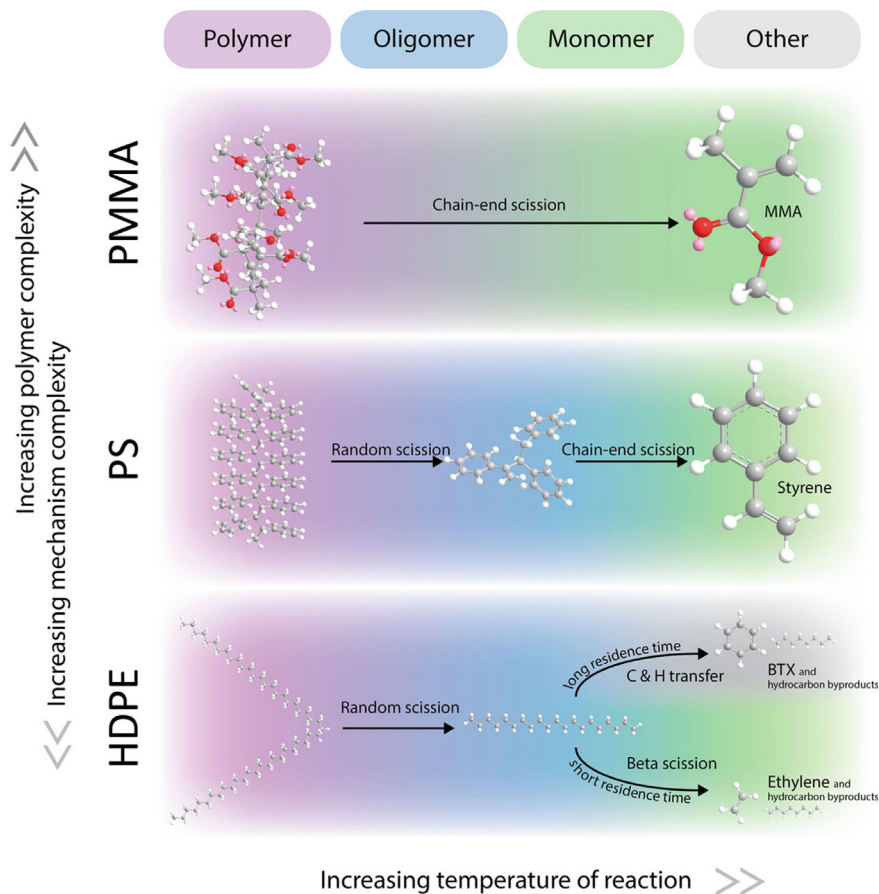 Polymer
Oligomer
Monomer
Other
Increasing polymer complexity
Increasing mechanism complexity
PMMA
Chain-end scission
MMA
PS
Random scission
Chain-end scission
Styrene
HDPE
Random scission
long residence time
C & H transfer
BTX and
hydrocarbon byproducts
Beta scission
short residence time
Ethylene and
hydrocarbon byproducts
Increasing temperature of reaction